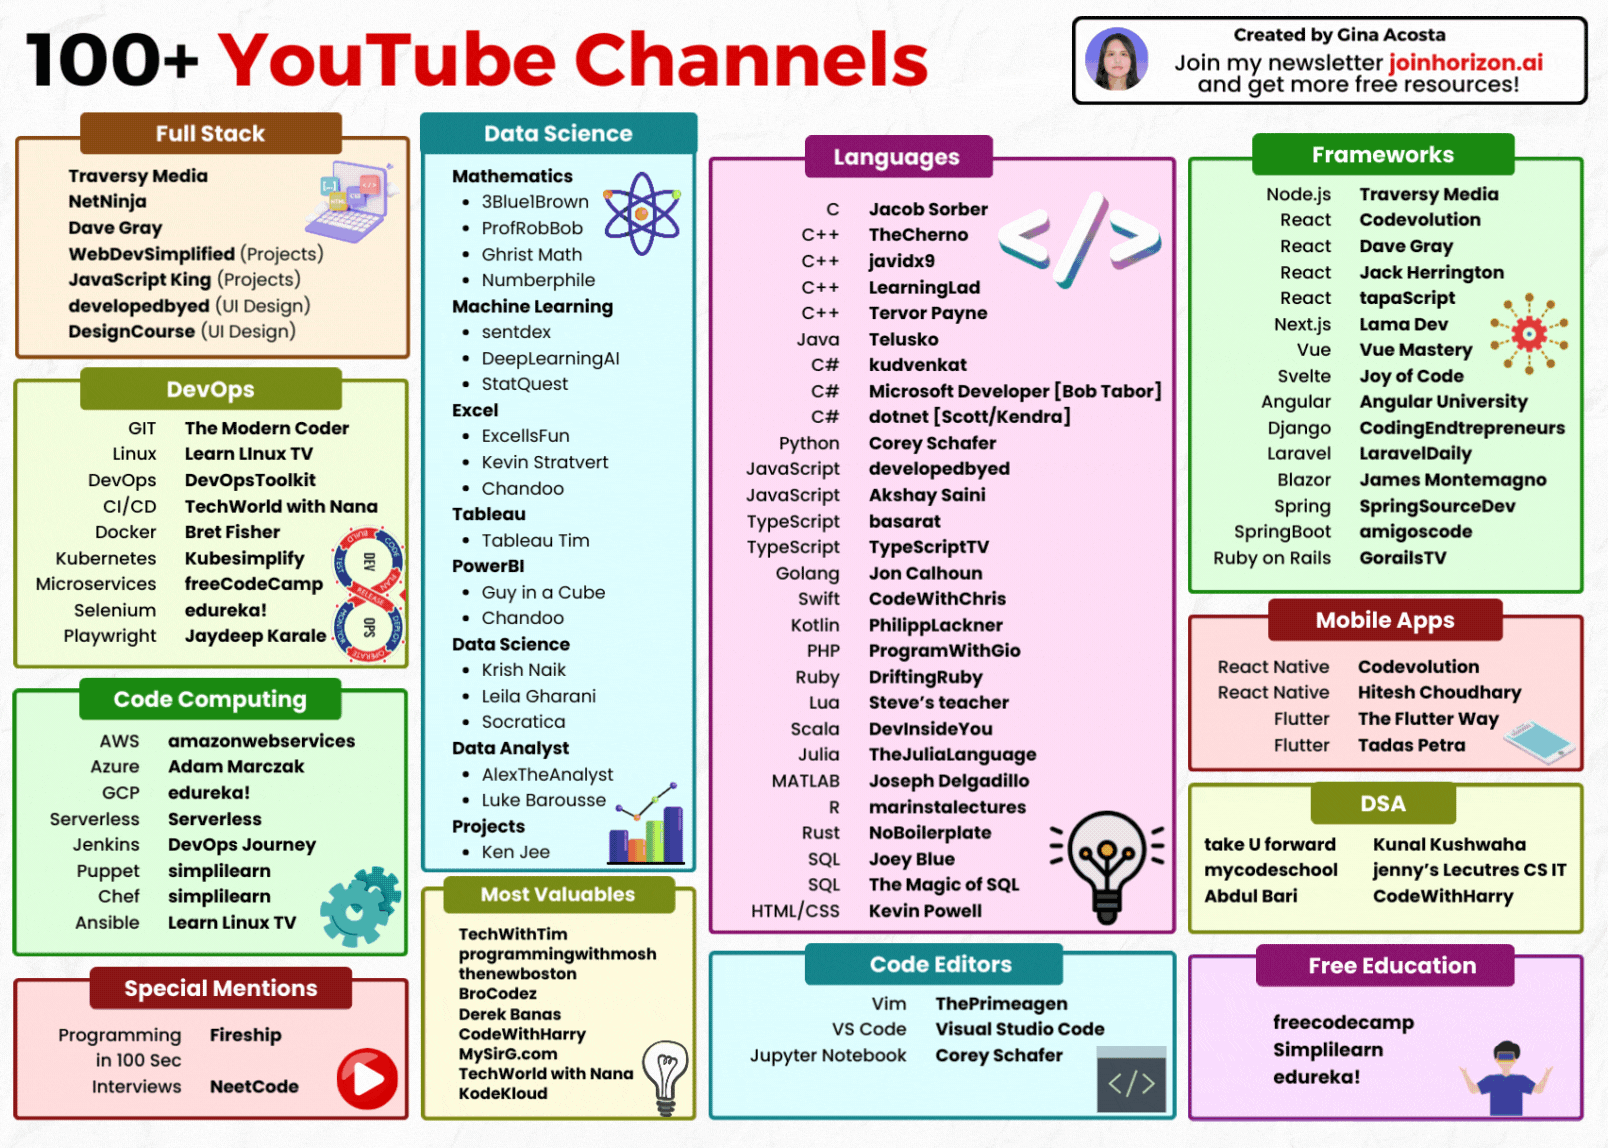 100+ YouTube Channels
Created by Gina Acosta
Join my newsletter joinhorizon.ai
and get more free resources!
Full Stack
Traversy Media
NetNinja
Dave Gray
WebDevSimplified (Projects)
JavaScript King (Projects)
developedbyed (UI Design)
DesignCourse (UI Design)
[...]
</>
HTML
CSS
DevOps
GIT The Modern Coder
Linux Learn LInux TV
DevOps DevOpsToolkit
CI/CD TechWorld with Nana
Docker Bret Fisher
Kubernetes Kubesimplify
Microservices freeCodeCamp
Selenium edureka!
Playwright Jaydeep Karale
BUILD
CODE
TEST
DEV
PLAN
RELEASE
MONITOR
OPS
DEPLOY
OPERATE
Code Computing
AWS amazonwebservices
Azure Adam Marczak
GCP edureka!
Serverless Serverless
Jenkins DevOps Journey
Puppet simplilearn
Chef simplilearn
Ansible Learn Linux TV
Special Mentions
Programming Fireship
in 100 Sec
Interviews NeetCode
Data Science
Mathematics
• 3Blue1Brown
• ProfRobBob
• Ghrist Math
• Numberphile
Machine Learning
• sentdex
• DeepLearningAI
• StatQuest
Excel
• ExcellsFun
• Kevin Stratvert
• Chandoo
Tableau
• Tableau Tim
PowerBI
• Guy in a Cube
• Chandoo
Data Science
• Krish Naik
• Leila Gharani
• Socratica
Data Analyst
• AlexTheAnalyst
• Luke Barousse
Projects
• Ken Jee
Most Valuables
TechWithTim
programmingwithmosh
thenewboston
BroCodez
Derek Banas
CodeWithHarry
MySirG.com
TechWorld with Nana
KodeKloud
Languages
C Jacob Sorber
C++ TheCherno
C++ javidx9
C++ LearningLad
C++ Tervor Payne
Java Telusko
C# kudvenkat
C# Microsoft Developer [Bob Tabor]
C# dotnet [Scott/Kendra]
Python Corey Schafer
JavaScript developedbyed
JavaScript Akshay Saini
TypeScript basarat
TypeScript TypeScriptTV
Golang Jon Calhoun
Swift CodeWithChris
Kotlin PhilippLackner
PHP ProgramWithGio
Ruby DriftingRuby
Lua Steve’s teacher
Scala DevInsideYou
Julia TheJuliaLanguage
MATLAB Joseph Delgadillo
R marinstalectures
Rust NoBoilerplate
SQL Joey Blue
SQL The Magic of SQL
HTML/CSS Kevin Powell
</>
Code Editors
Vim ThePrimeagen
VS Code Visual Studio Code
Jupyter Notebook Corey Schafer
</>
Frameworks
Node.js Traversy Media
React Codevolution
React Dave Gray
React Jack Herrington
React tapaScript
Next.js Lama Dev
Vue Vue Mastery
Svelte Joy of Code
Angular Angular University
Django CodingEndtrepreneurs
Laravel LaravelDaily
Blazor James Montemagno
Spring SpringSourceDev
SpringBoot amigoscode
Ruby on Rails GorailsTV
Mobile Apps
React Native Codevolution
React Native Hitesh Choudhary
Flutter The Flutter Way
Flutter Tadas Petra
DSA
take U forward Kunal Kushwaha
mycodeschool jenny’s Lecutres CS IT
Abdul Bari CodeWithHarry
Free Education
freecodecamp
Simplilearn
edureka!